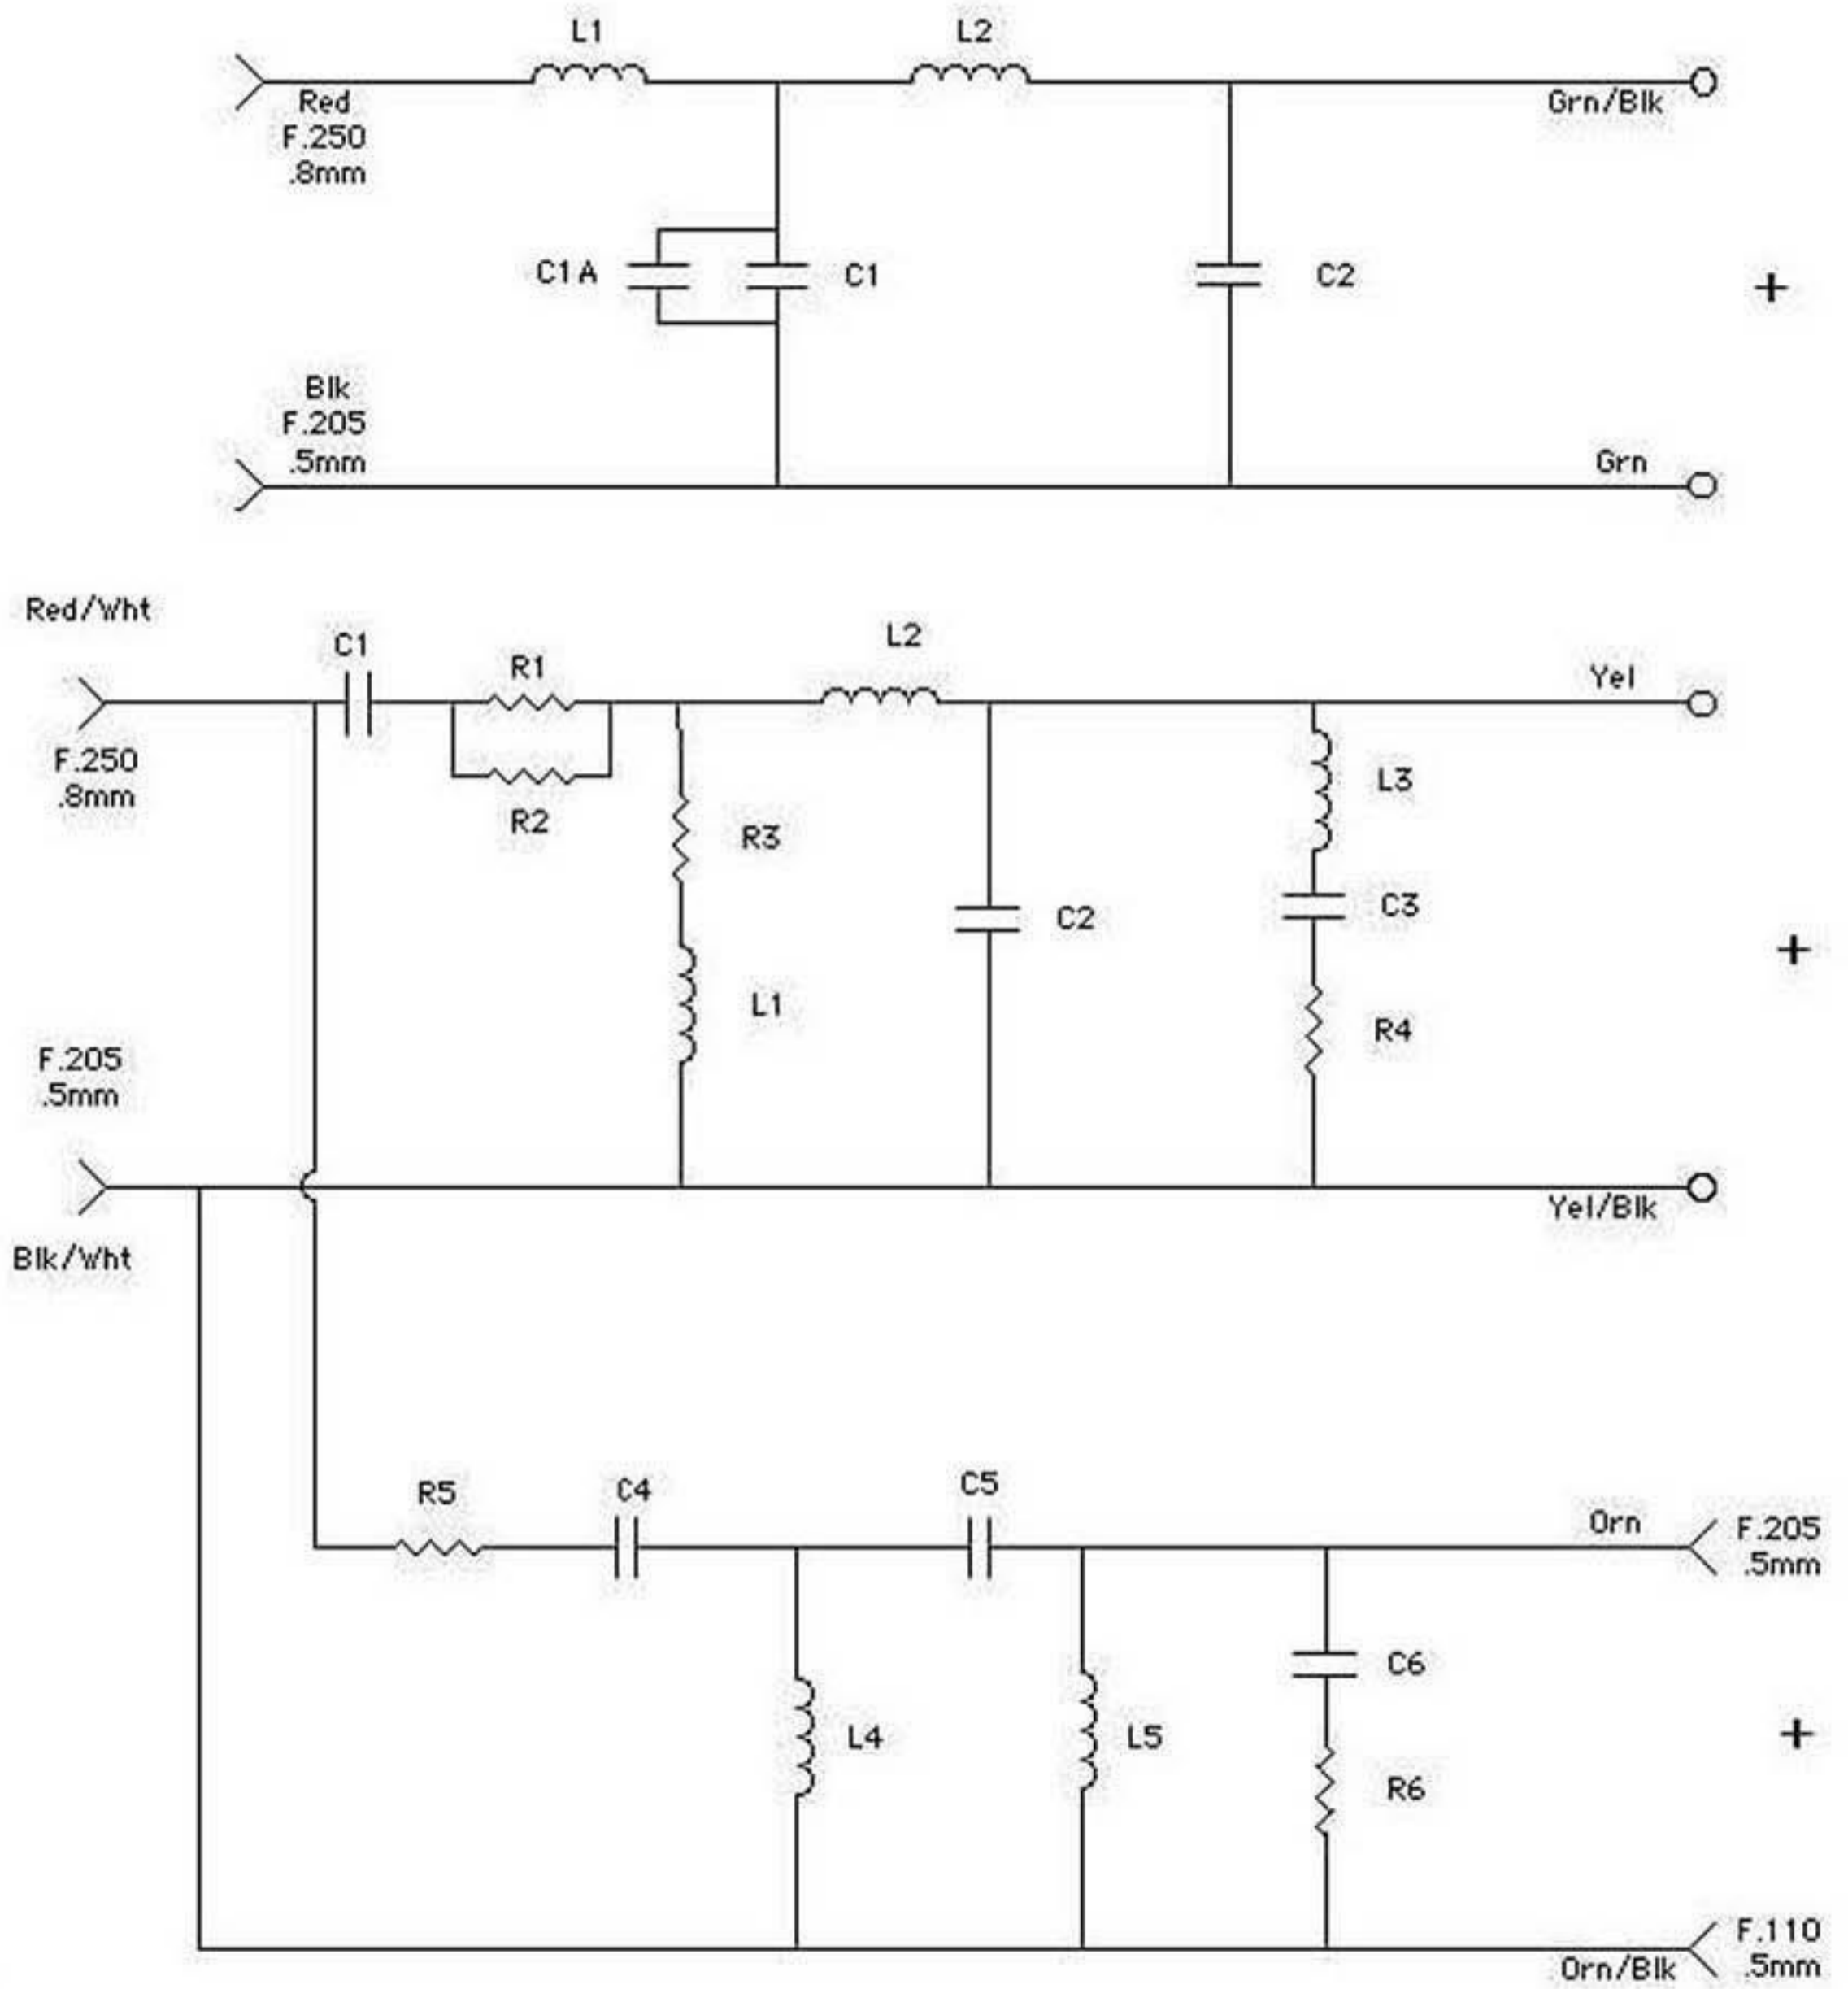 L1
L2
Red
F.250
.8mm
Grn/Blk
C1A
C1
C2
+
Blk
F.205
.5mm
Grn
Red/Wht
C1
R1
L2
Yel
F.250
.8mm
R2
R3
L3
C3
C2
+
L1
R4
F.205
.5mm
Yel/Blk
Blk/Wht
R5
C4
C5
Orn
F.205
.5mm
C6
L4
L5
+
R6
F.110
.5mm
Orn/Blk